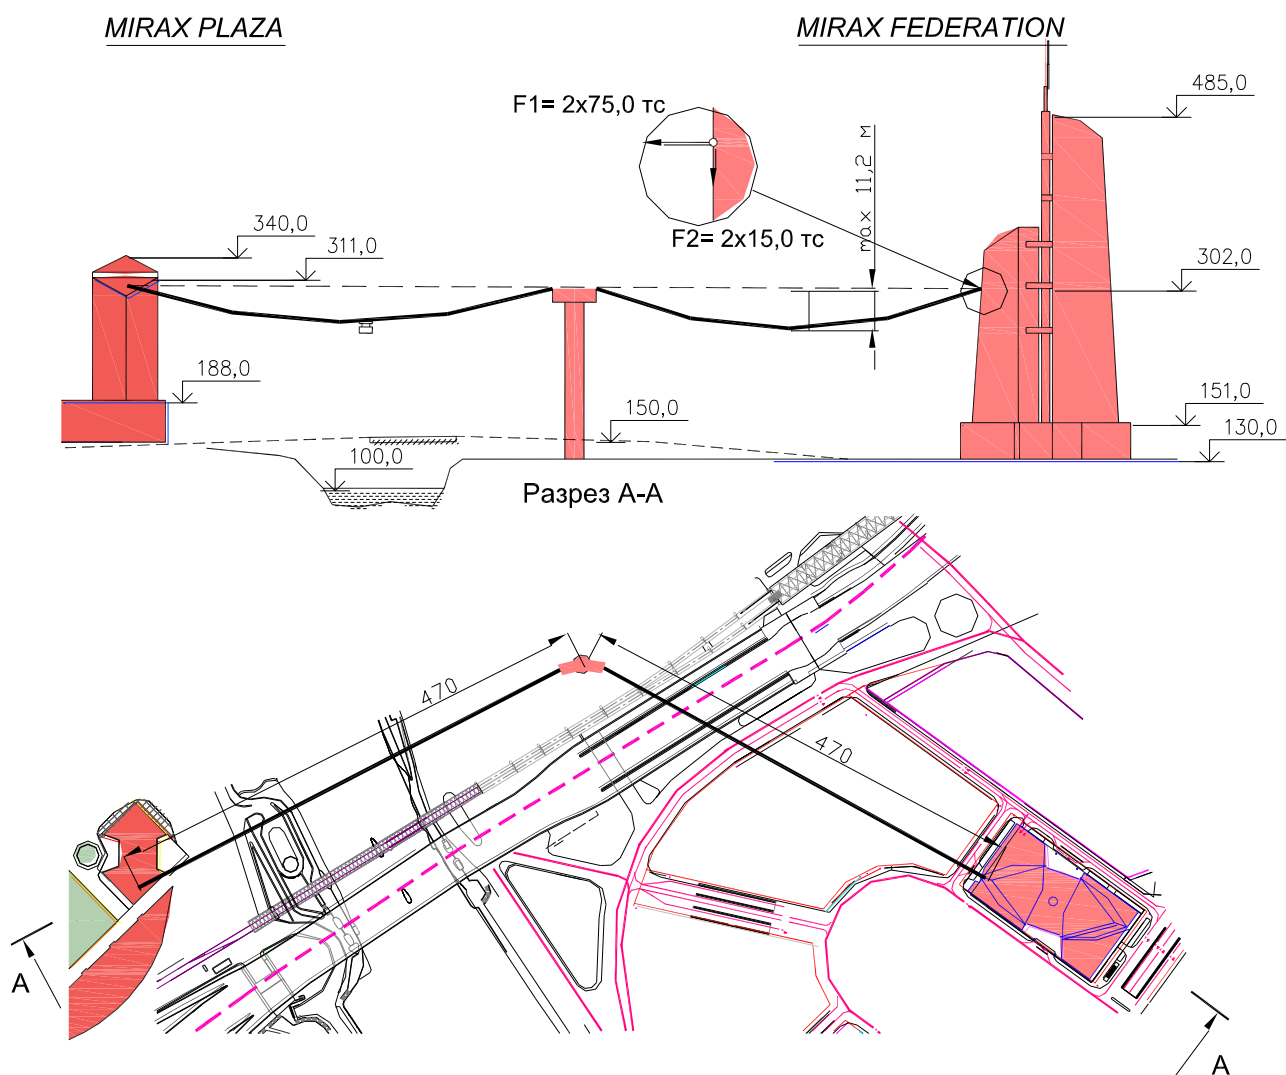 MIRAX PLAZA
MIRAX FEDERATION
485,0
F1= 2x75,0 тс
max 11,2 м
340,0
311,0
F2= 2x15,0 тс
302,0
188,0
150,0
151,0
130,0
100,0
Разрез А-А
470
470
А
А